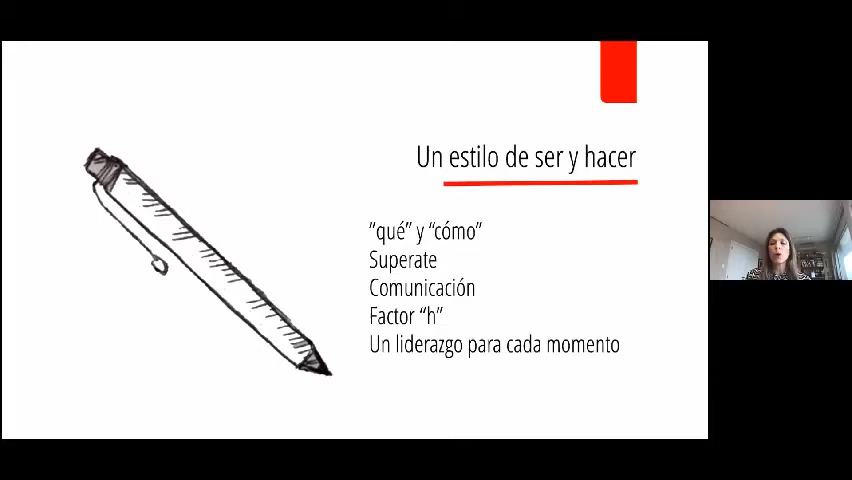 Un estilo de ser y hacer
“qué” y “cómo”
Superate
Comunicación
Factor “h”
Un liderazgo para cada momento